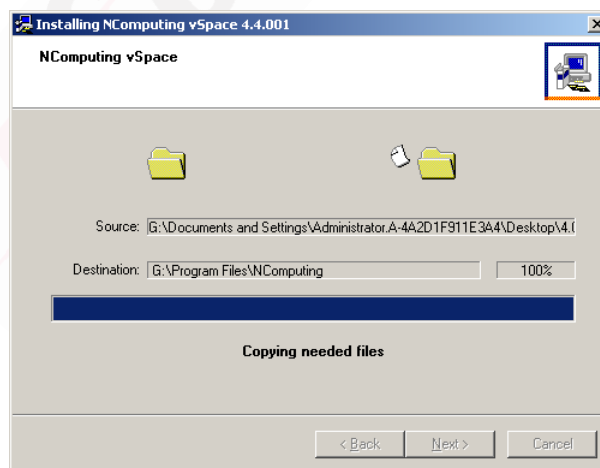 Installing NComputing vSpace 4.4.001
NComputing vSpace
Source: G:\Documents and Settings\Administrator.A-4A2D1F911E3A4\Desktop\4.(
Destination: G:\Program Files\NComputing 100%
Copying needed files
< Back Next > Cancel